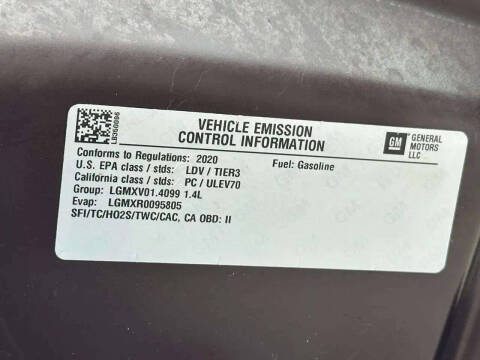 LB350096
VEHICLE EMISSION
CONTROL INFORMATION
GM
GENERAL
MOTORS
LLC
Conforms to Regulations: 2020
Fuel: Gasoline
U.S. EPA class / stds: LDV / TIER3
California class / stds: PC / ULEV70
Group: LGMXV01.4099 1.4L
Evap: LGMXR0095805
SFI/TC/HO2S/TWC/CAC, CA OBD: II